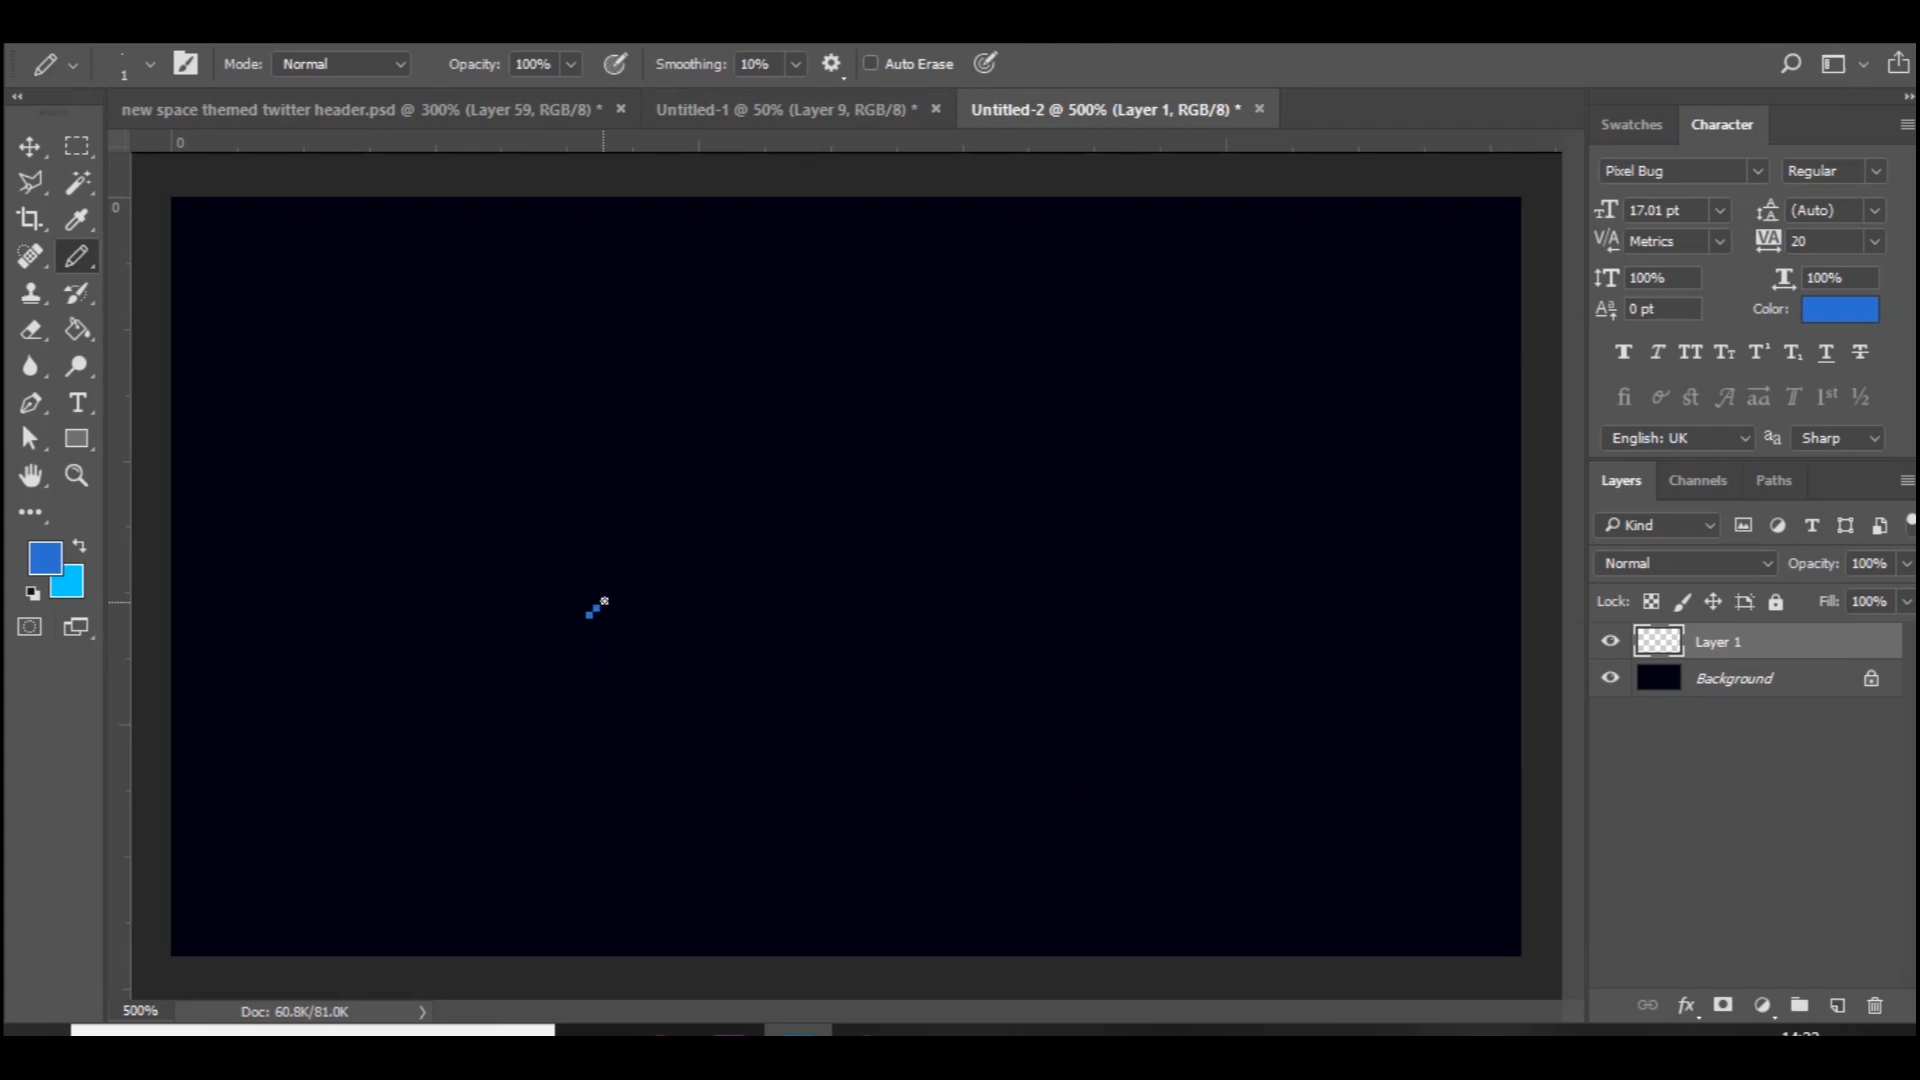 1 Mode: Normal Opacity: 100% Smoothing: 10% Auto Erase
new space themed twitter header.psd @ 300% (Layer 59, RGB/8) * Untitled-1 @ 50% (Layer 9, RGB/8) * Untitled-2 @ 500% (Layer 1, RGB/8) *
0
0
Swatches Character
Pixel Bug Regular
17.01 pt (Auto)
Metrics 20
100% 100%
0 pt Color:
English: UK Sharp
Layers Channels Paths
Kind
Normal Opacity: 100%
Lock: Fill: 100%
Layer 1
Background
500% Doc: 60.8K/81.0K